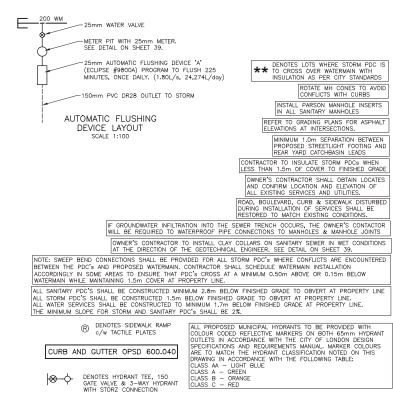 200 WM
25mm WATER VALVE
METER PIT WITH 25mm METER.
SEE DETAIL ON SHEET 39.
25mm AUTOMATIC FLUSHING DEVICE 'A'
(ECLIPSE #9800A) PROGRAM TO FLUSH 225
MINUTES, ONCE DAILY. (1.80L/s, 24,274L/day)
150mm PVC DR28 OUTLET TO STORM
AUTOMATIC FLUSHING
DEVICE LAYOUT
SCALE 1:100
** DENOTES LOTS WHERE STORM PDC IS
TO CROSS OVER WATERMAN WITH
INSULATION AS PER CITY STANDARDS
ROTATE MH CONES TO AVOID
CONFLICTS WITH CURBS
INSTALL PARSON MANHOLE INSERTS
IN ALL SANITARY MANHOLES
REFER TO GRADING PLANS FOR ASPHALT
ELEVATIONS AT INTERSECTIONS.
MINIMUM 1.0m SEPARATION BETWEEN
PROPOSED STREETLIGHT FOOTING AND
REAR YARD CATCHBASIN LEADS
CONTRACTOR TO INSULATE STORM PDCs WHEN
LESS THAN 1.5m OF COVER TO FINISHED GRADE
OWNER'S CONTRACTOR SHALL OBTAIN LOCATES
AND CONFIRM LOCATION AND ELEVATION OF
ALL EXISTING SERVICES AND UTILITIES.
ROAD, BOULEVARD, CURB & SIDEWALK DISTURBED
DURING INSTALLATION OF SERVICES SHALL BE
RESTORED TO MATCH EXISTING CONDITIONS.
IF GROUNDWATER INFILTRATION INTO THE SEWER TRENCH OCCURS, THE OWNER'S CONTACTOR
WILL BE REQUIRED TO WATERPROOF PIPE CONNECTIONS TO MANHOLES & MANHOLE JOINTS
OWNER'S CONTRACTOR TO INSTALL CLAY COLLARS ON SANITARY SEWER IN WET CONDITIONS
AT THE DIRECTION OF THE GEOTECHNICAL ENGINEER. SEE DETAIL ON SHEET 39.
NOTE: SWEEP BEND CONNECTIONS SHALL BE PROVIDED FOR ALL STORM PDC's WHERE CONFLICTS ARE ENCOUNTERED
BETWEEN THE PDC's AND PROPOSED WATERMAIN. CONTRACTOR SHALL SCHEDULE WATERMAIN INSTALLATION
ACCORDINGLY IN SOME AREAS TO ENSURE THAT PDC's CROSS AT A MINIMUM 0.50m ABOVE OR 0.15m BELOW
WATERMAIN WHILE MAINTAINING 1.5m COVER AT PROPERTY LINE.
ALL SANITARY PDC'S SHALL BE CONSTRUCTED MINIMUM 2.8m BELOW FINISHED GRADE TO OBVERT AT PROPERTY LINE
ALL STORM PDC'S SHALL BE CONSTRUCTED 1.5m BELOW FINISHED GRADE TO OBVERT AT PROPERTY LINE.
ALL WATER SERVICES SHALL BE CONSTRUCTED TO MINIMUM 1.7m BELOW FINISHED GRADE AT PROPERTY LINE.
THE MINIMUM SLOPE FOR STORM AND SANITARY PDC's SHALL BE 2%.
R DENOTES SIDEWALK RAMP
c/w TACTILE PLATES
CURB AND GUTTER OPSD 600.040
DENOTES HYDRANT TEE, 150
GATE VALVE & 3-WAY HYDRANT
WITH STORZ CONNECTION
ALL PROPOSED MUNICIPAL HYDRANTS TO BE PROVIDED WITH
COLOUR CODED REFLECTIVE MARKERS ON BOTH 65mm HYDRANT
OUTLETS IN ACCORDANCE WITH THE CITY OF LONDON DESIGN
SPECIFICATIONS AND REQUIREMENTS MANUAL. MARKER COLOURS
ARE TO MATCH THE HYDRANT CLASSIFICATION NOTED ON THIS
DRAWING IN ACCORDANCE WITH THE FOLLOWING TABLE:
CLASS AA - LIGHT BLUE
CLASS A - GREEN
CLASS B - ORANGE
CLASS C - RED